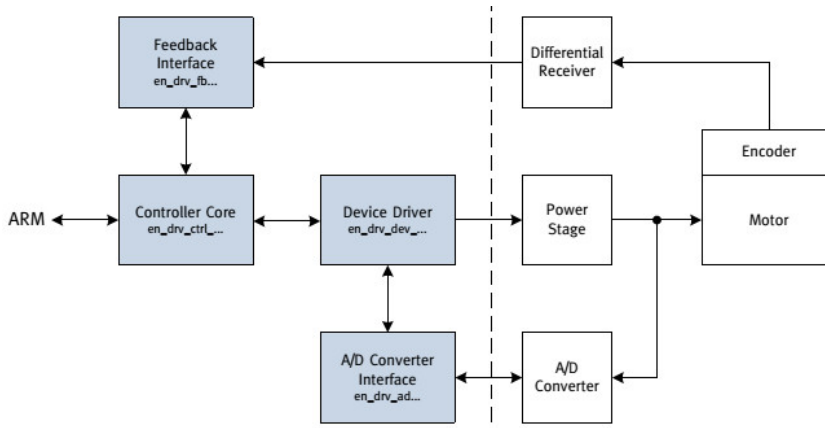 Feedback
Interface
en_drv_fb...
Differential
Receiver
Encoder
ARM
Controller Core
en_drv_ctrl_...
Device Driver
en_drv_dev_...
Power
Stage
Motor
A/D Converter
Interface
en_drv_ad...
A/D
Converter